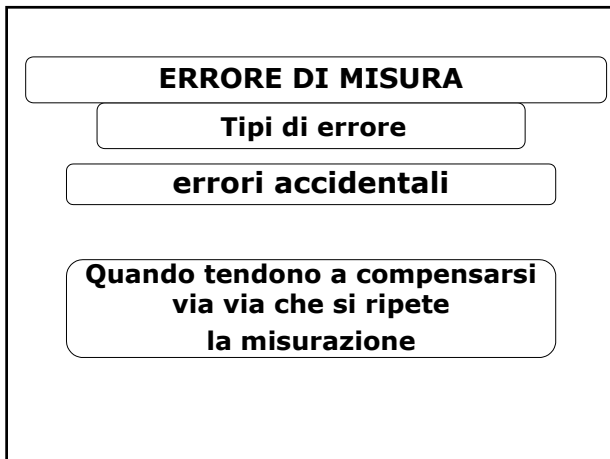 ERRORE DI MISURA
Tipi di errore
errori accidentali
Quando tendono a compensarsi
via via che si ripete
la misurazione